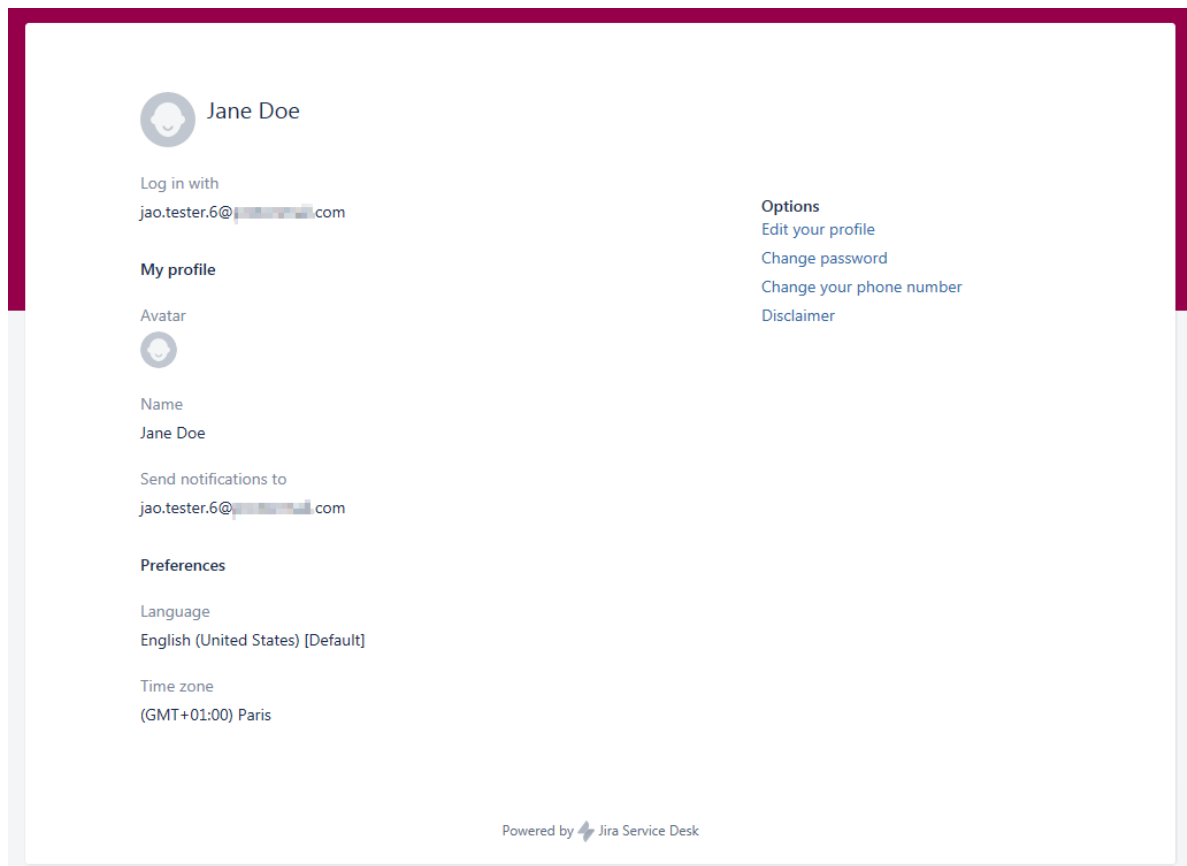 Jane Doe
Log in with
jao.tester.6@ .com
My profile
Avatar
Name
Jane Doe
Send notifications to
jao.tester.6@ .com
Preferences
Language
English (United States) [Default]
Time zone
(GMT+01:00) Paris
Options
Edit your profile
Change password
Change your phone number
Disclaimer
Powered by Jira Service Desk